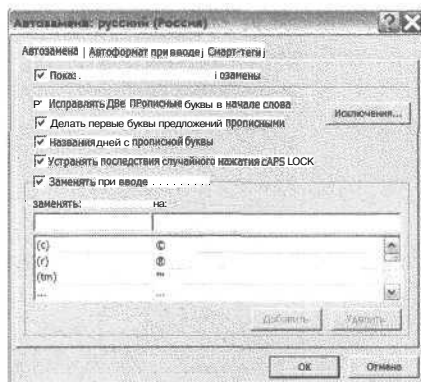 Автозамена: русский (Россия)
Автозамена | Автоформат при вводе | Смарт-теги
Показ. озамены
Р' Исправлять ДВе ПРописные буквы в начале слова
Исключения...
Делать первые буквы предложений прописными
Названия дней с прописной буквы
Устранять последствия случайного нажатия cAPS LOCK
Заменять при вводе . . . . . . . . .
заменять: на:
(c) ©
(r) ®
(tm) ™
... ...
Добавить Удалить
ОК Отмена